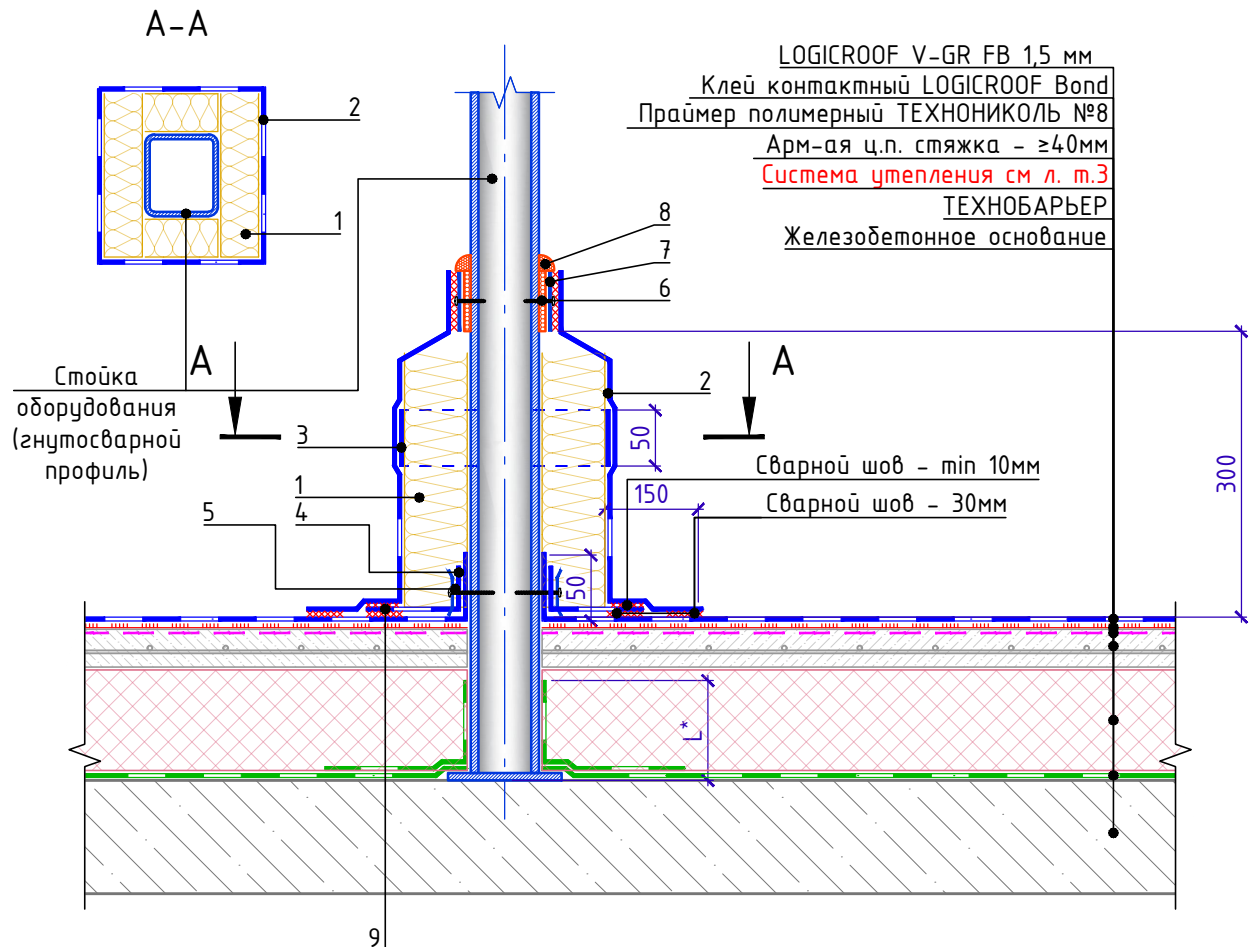 А-А
2
1
LOGICROOF V-GR FB 1,5 мм
Клей контактный LOGICROOF Bond
Праймер полимерный ТЕХНОНИКОЛЬ №8
Арм-ая ц.п. стяжка - ≥40мм
Система утепления см л. т.3
ТЕХНОБАРЬЕР
Железобетонное основание
8
7
6
Стойка
оборудования
(гнутосварной
профиль)
А
А
2
3
50
300
Сварной шов - min 10мм
150
Сварной шов - 30мм
1
5
4
50
L*
9